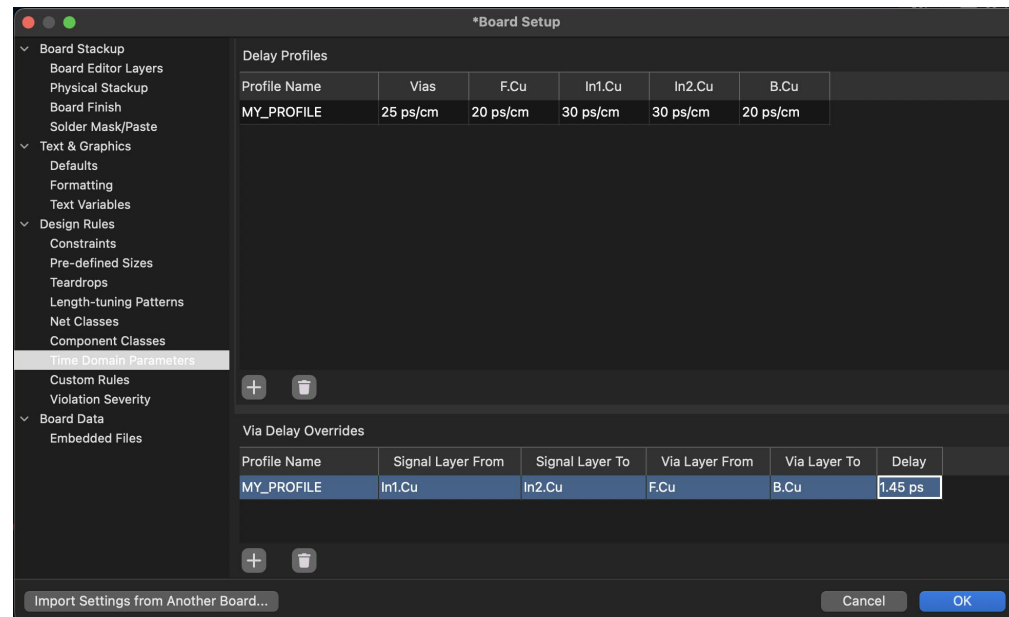 *Board Setup
Board Stackup
Board Editor Layers
Physical Stackup
Board Finish
Solder Mask/Paste
Text & Graphics
Defaults
Formatting
Text Variables
Design Rules
Constraints
Pre-defined Sizes
Teardrops
Length-tuning Patterns
Net Classes
Component Classes
Time Domain Parameters
Custom Rules
Violation Severity
Board Data
Embedded Files
Delay Profiles
Profile Name Vias F.Cu In1.Cu In2.Cu B.Cu
MY_PROFILE 25 ps/cm 20 ps/cm 30 ps/cm 30 ps/cm 20 ps/cm
Via Delay Overrides
Profile Name Signal Layer From Signal Layer To Via Layer From Via Layer To Delay
MY_PROFILE In1.Cu In2.Cu F.Cu B.Cu 1.45 ps
Import Settings from Another Board... Cancel OK